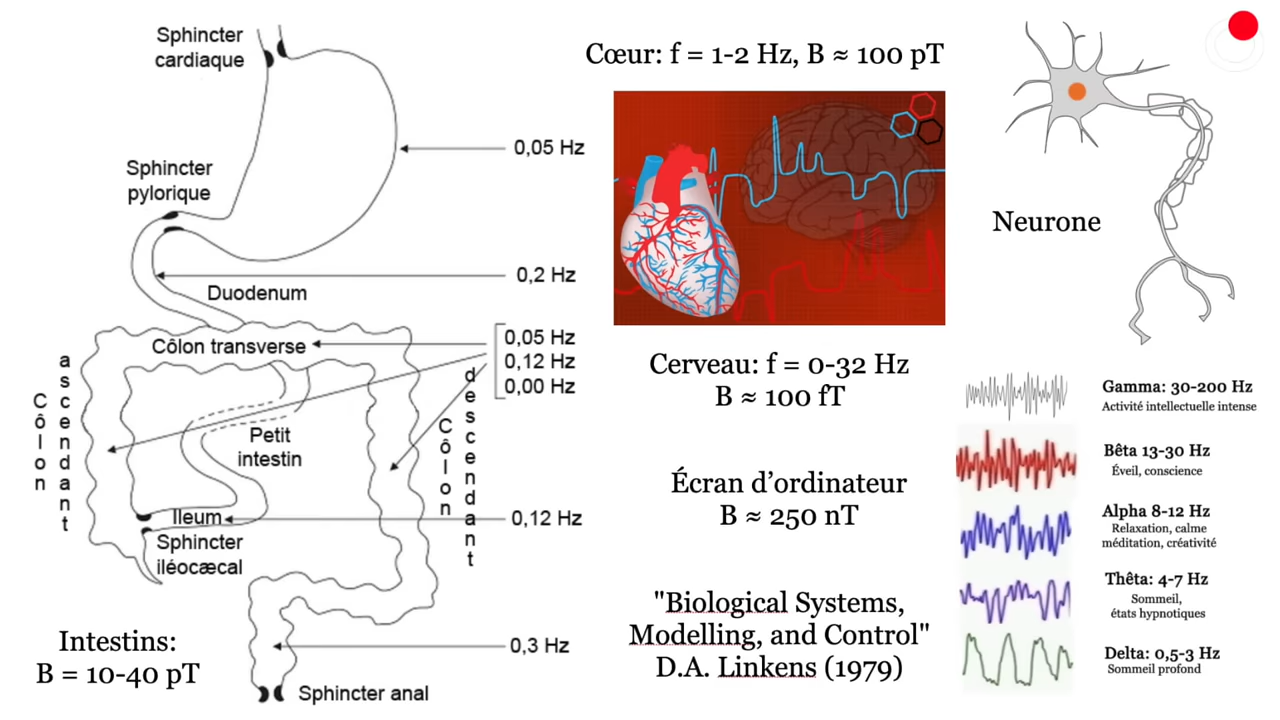 Sphincter
cardiaque
0,05 Hz
Sphincter
pylorique
0,2 Hz
Duodenum
Côlon transverse
0,05 Hz
0,12 Hz
0,00 Hz
Côlon
ascendant
Côlon
descendant
Petit
intestin
Ileum
0,12 Hz
Sphincter
iléocæcal
0,3 Hz
Sphincter anal
Intestins:
B = 10-40 pT
Cœur: f = 1-2 Hz, B ≈ 100 pT
Cerveau: f = 0-32 Hz
B ≈ 100 fT
Écran d’ordinateur
B ≈ 250 nT
"Biological Systems,
Modelling, and Control"
D.A. Linkens (1979)
Neurone
Gamma: 30-200 Hz
Activité intellectuelle intense
Bêta 13-30 Hz
Éveil, conscience
Alpha 8-12 Hz
Relaxation, calme
méditation, créativité
Thêta: 4-7 Hz
Sommeil,
états hypnotiques
Delta: 0,5-3 Hz
Sommeil profond